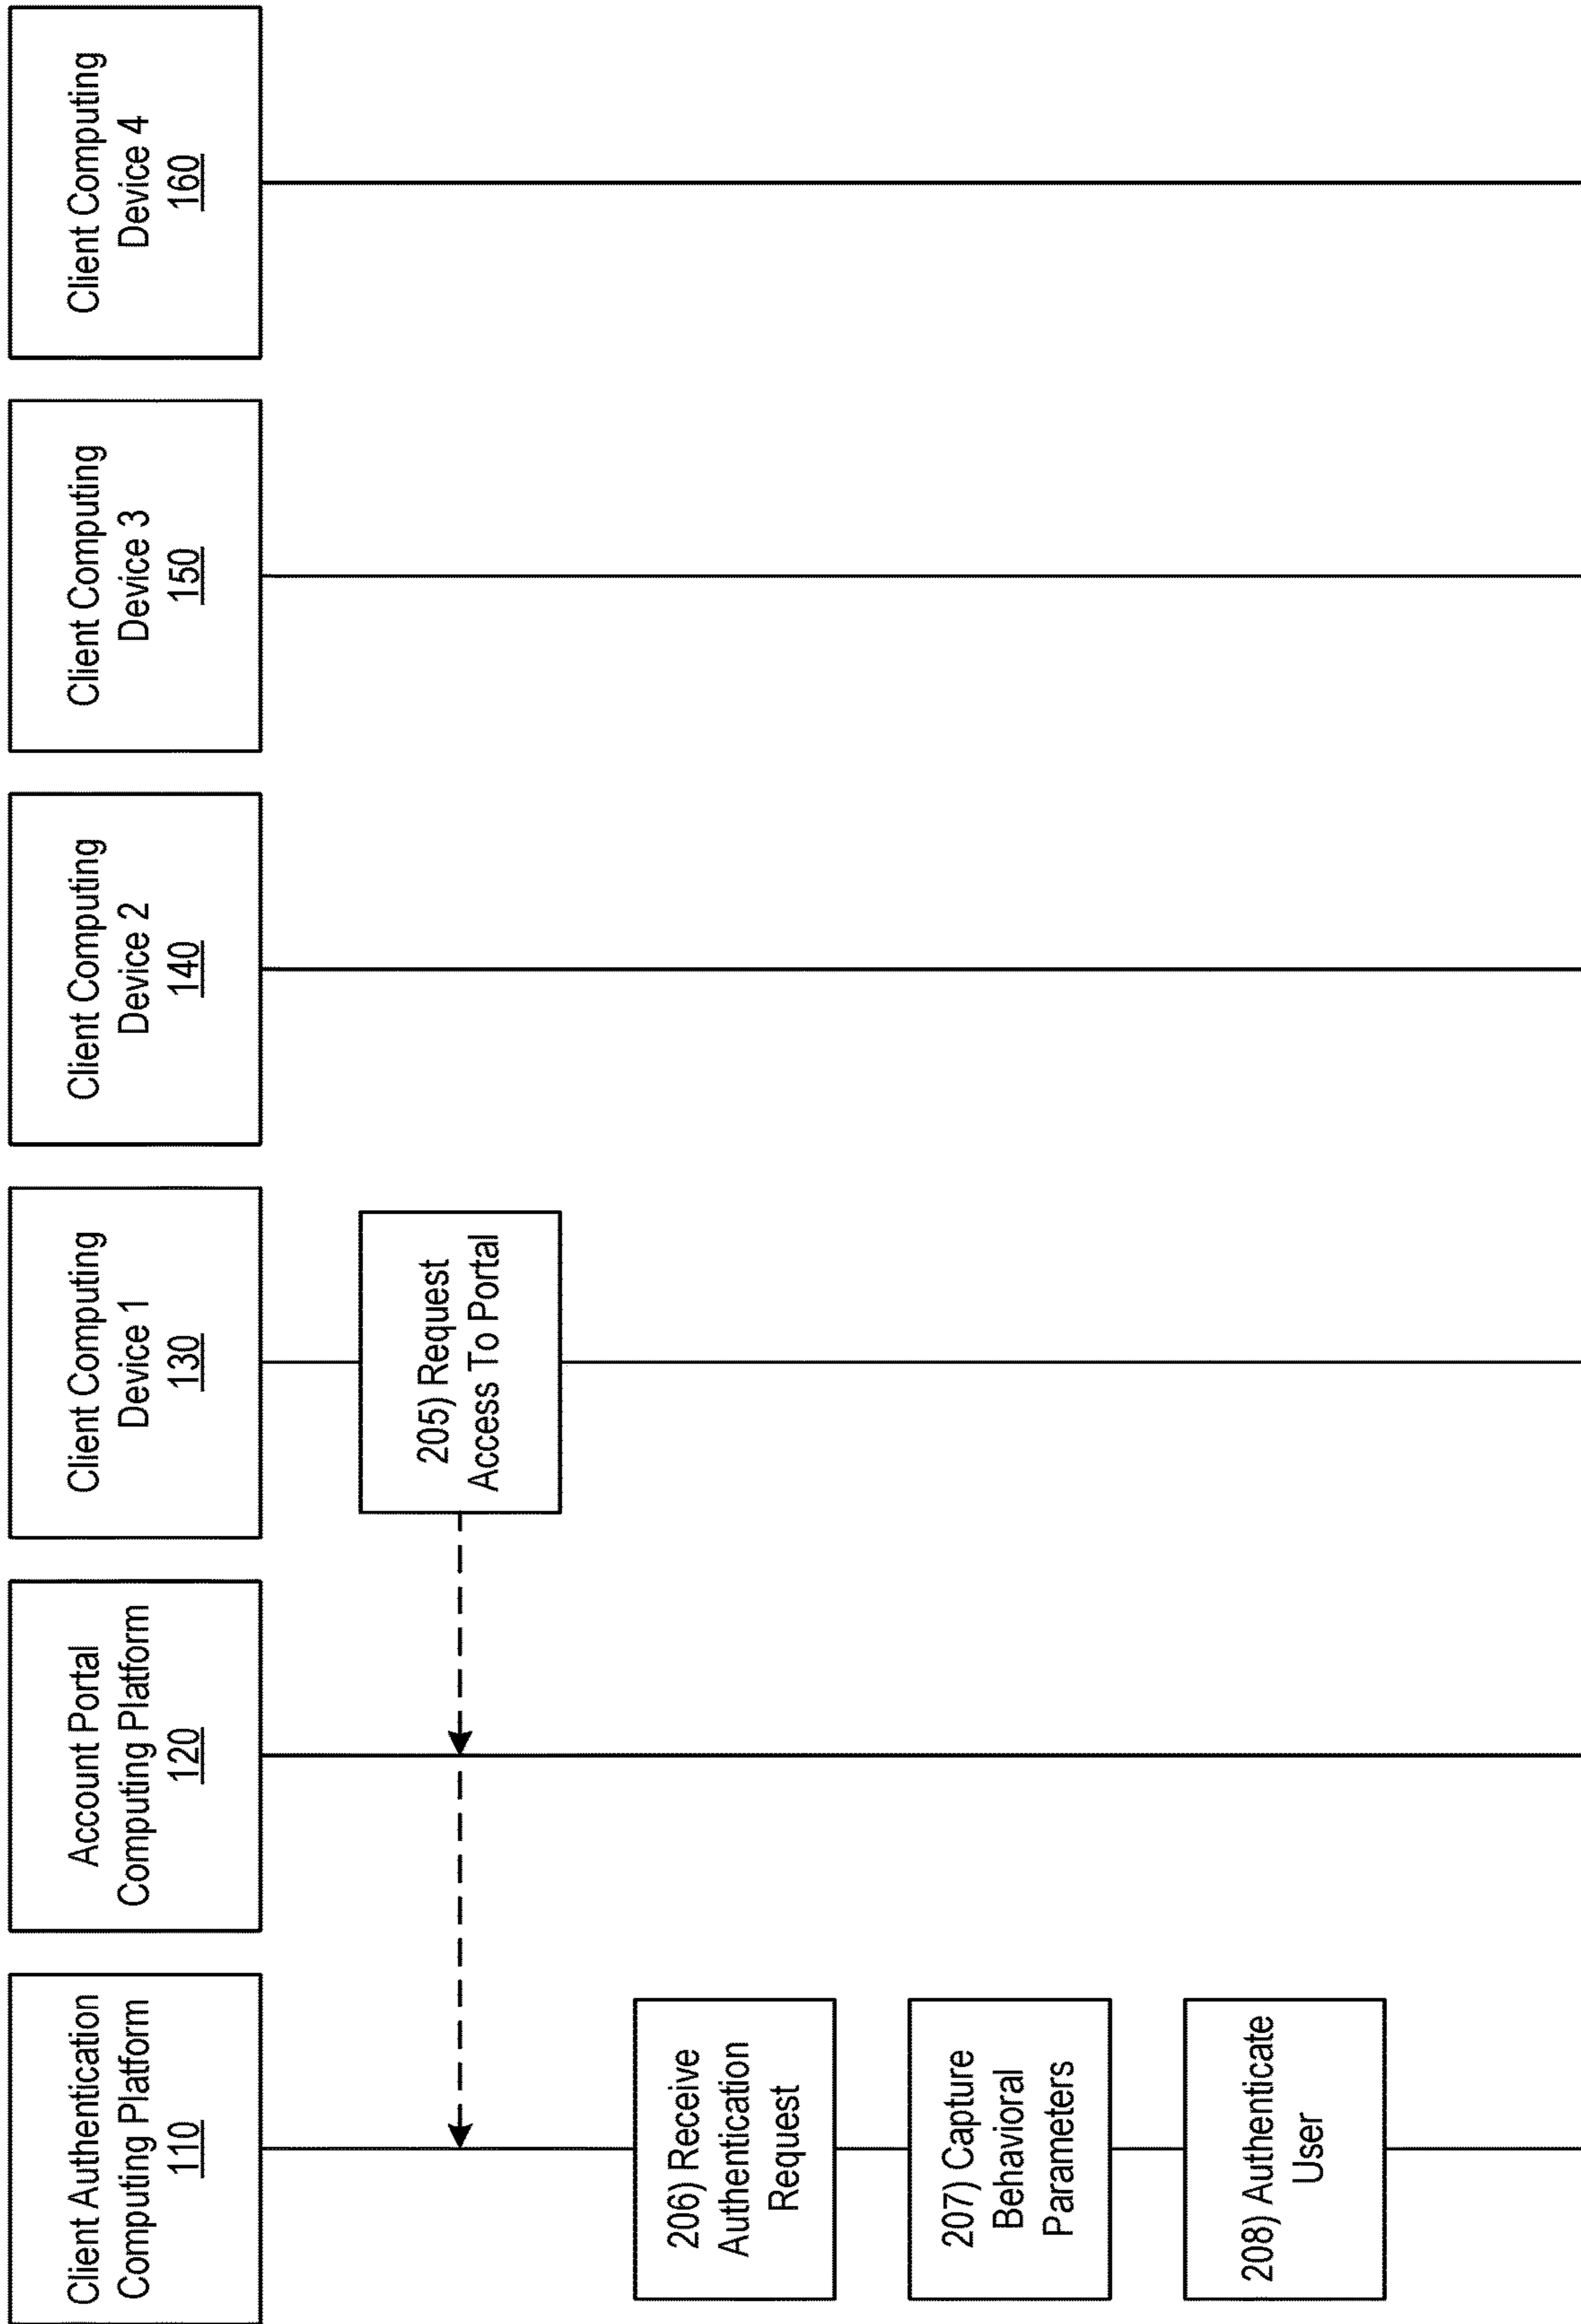 Client Authentication
Computing Platform
110
Account Portal
Computing Platform
120
Client Computing
Device 1
130
Client Computing
Device 2
140
Client Computing
Device 3
150
Client Computing
Device 4
160
205) Request
Access To Portal
206) Receive
Authentication
Request
207) Capture
Behavioral
Parameters
208) Authenticate
User